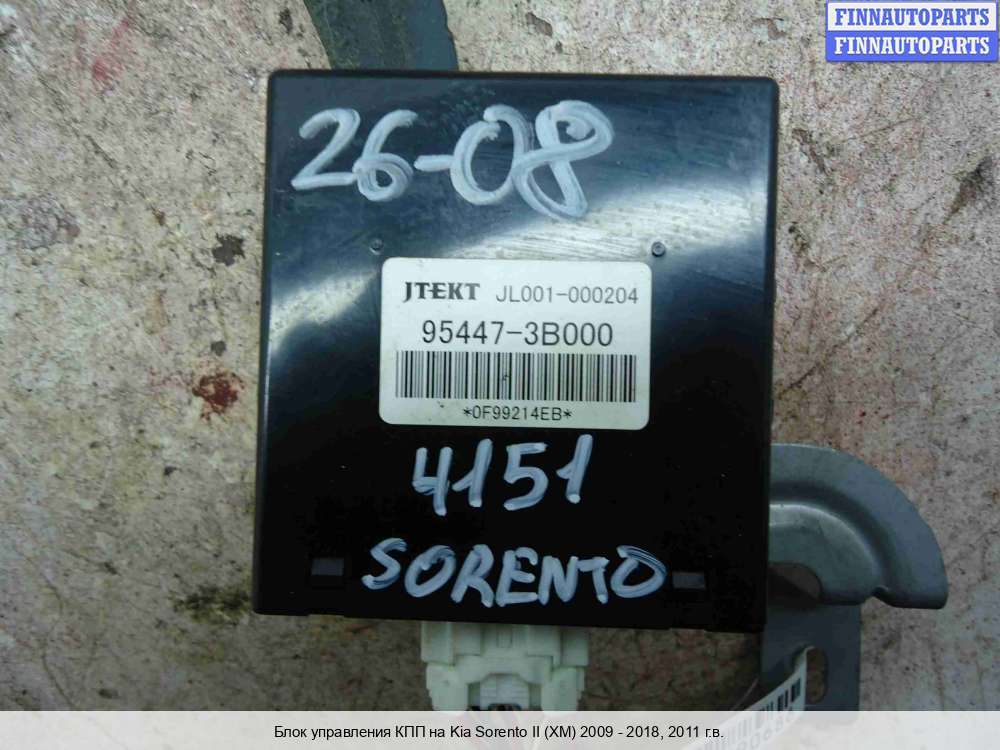 FINNAUTOPARTS
FINNAUTOPARTS
26-08
JTEKT JL001-000204
95447-3B000
*0F99214EB*
4151
SORENTO
Блок управления КПП на Kia Sorento II (XM) 2009 - 2018, 2011 г.в.